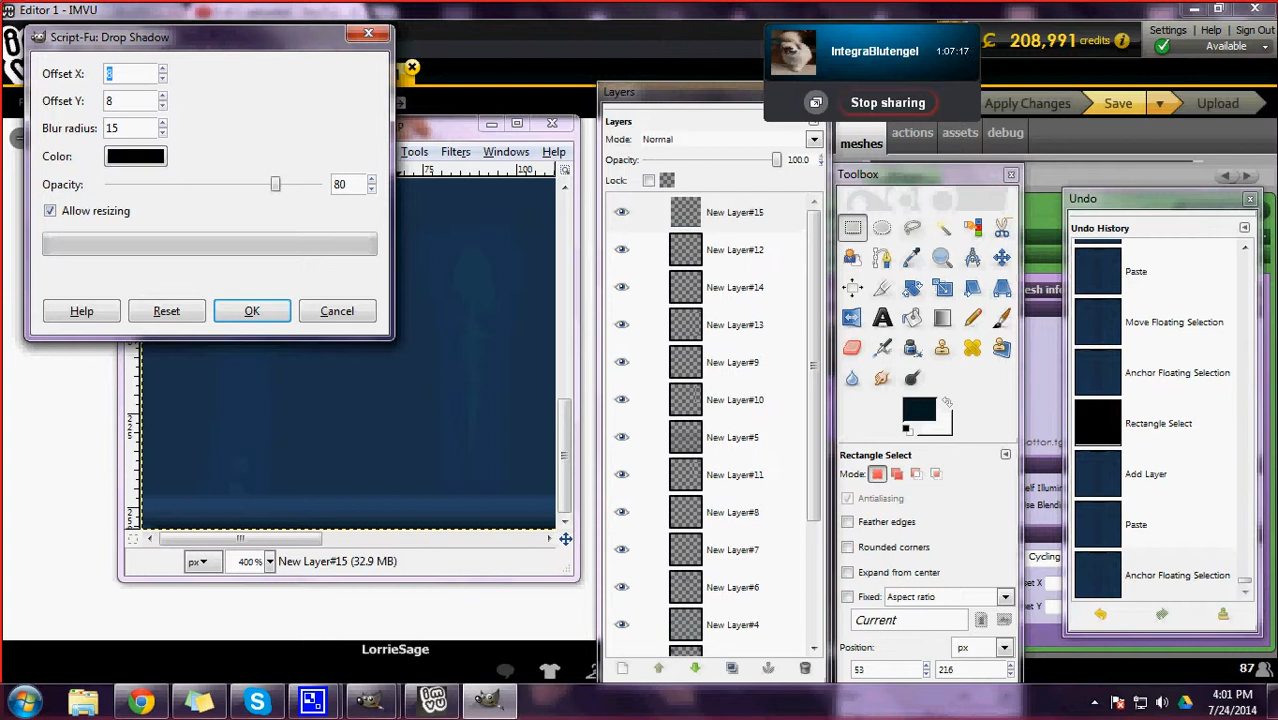 Editor 1 - IMVU
Script-Fu: Drop Shadow
Offset X: 8
Offset Y: 8
Blur radius: 15
Color:
Opacity: 80
Allow resizing
Help
Reset
OK
Cancel
Tools
Filters
Windows
Help
75
100
px
400 %
New Layer#15 (32.9 MB)
LorrieSage
Layers
Layers
Mode: Normal
Opacity: 100.0
Lock:
New Layer#15
New Layer#12
New Layer#14
New Layer#13
New Layer#9
New Layer#10
New Layer#5
New Layer#11
New Layer#8
New Layer#7
New Layer#6
New Layer#4
IntegraBlutengel
1:07:17
Stop sharing
208,991 credits
Settings
Help
Sign Out
Available
Apply Changes
Save
Upload
meshes
actions
assets
debug
Toolbox
Rectangle Select
Mode:
Antialiasing
Feather edges
Rounded corners
Expand from center
Fixed: Aspect ratio
Current
Position:
px
53
216
Undo
Undo History
Paste
Move Floating Selection
Anchor Floating Selection
Rectangle Select
Add Layer
Paste
Anchor Floating Selection
Cycling
87
4:01 PM
7/24/2014